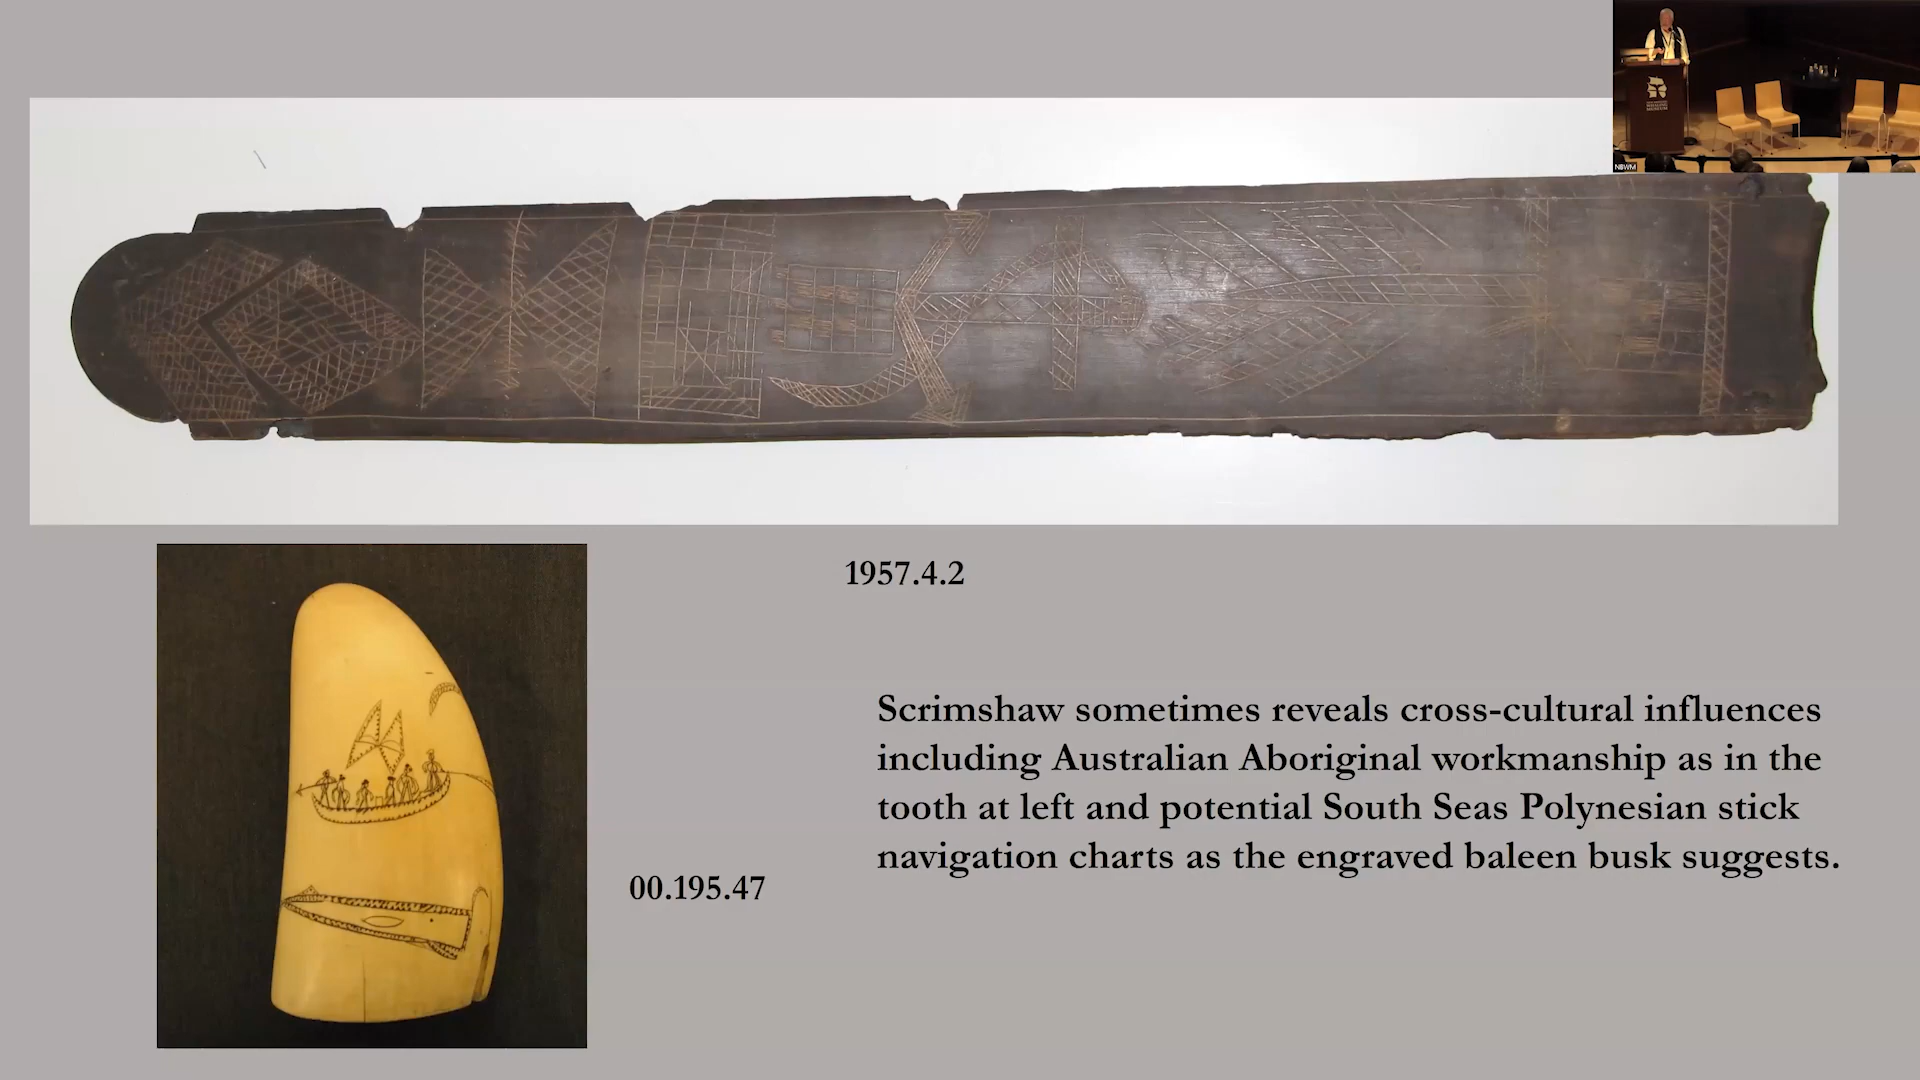 NBWM
1957.4.2
Scrimshaw sometimes reveals cross-cultural influences
including Australian Aboriginal workmanship as in the
tooth at left and potential South Seas Polynesian stick
navigation charts as the engraved baleen busk suggests.
00.195.47